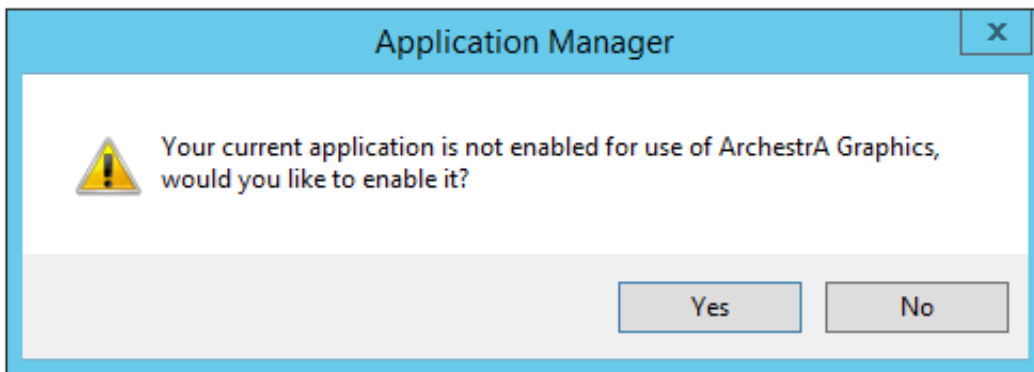 Application Manager
x
Your current application is not enabled for use of ArchestrA Graphics,
would you like to enable it?
Yes
No